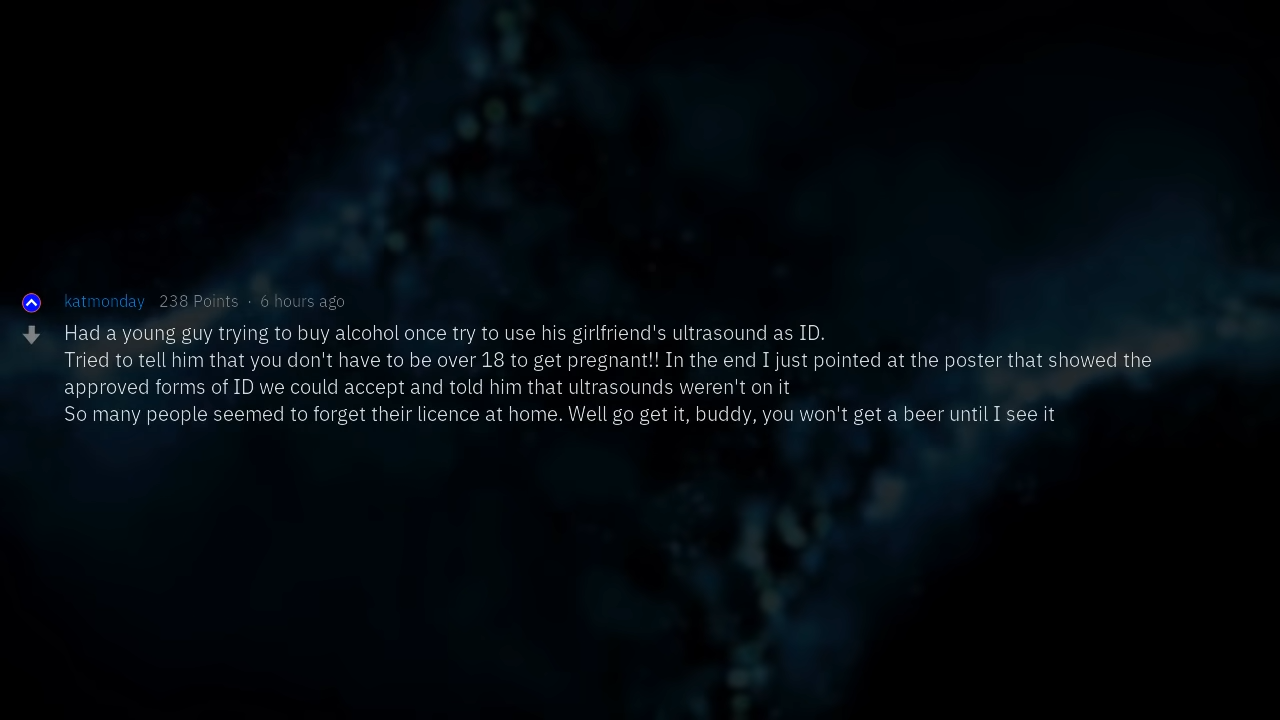 katmonday 238 Points · 6 hours ago
Had a young guy trying to buy alcohol once try to use his girlfriend's ultrasound as ID.
Tried to tell him that you don't have to be over 18 to get pregnant!! In the end I just pointed at the poster that showed the
approved forms of ID we could accept and told him that ultrasounds weren't on it
So many people seemed to forget their licence at home. Well go get it, buddy, you won't get a beer until I see it